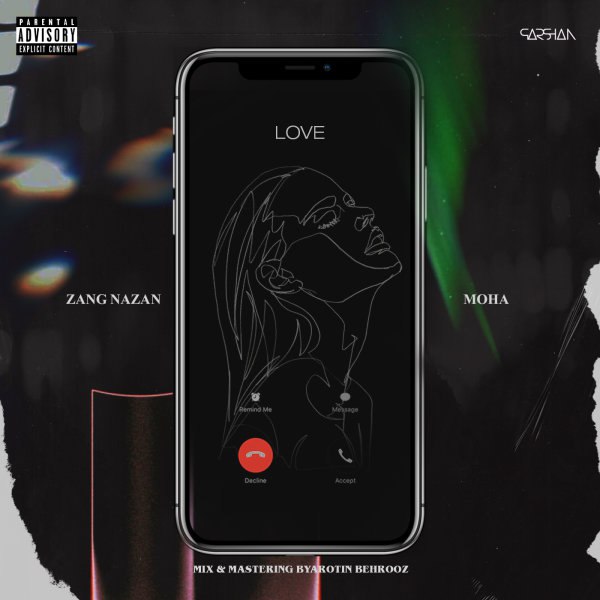 PARENTAL
ADVISORY
EXPLICIT CONTENT
CARSHAN
LOVE
ZANG NAZAN
MOHA
Remind Me
Message
Decline
Accept
MIX & MASTERING BYAROTIN BEHROOZ